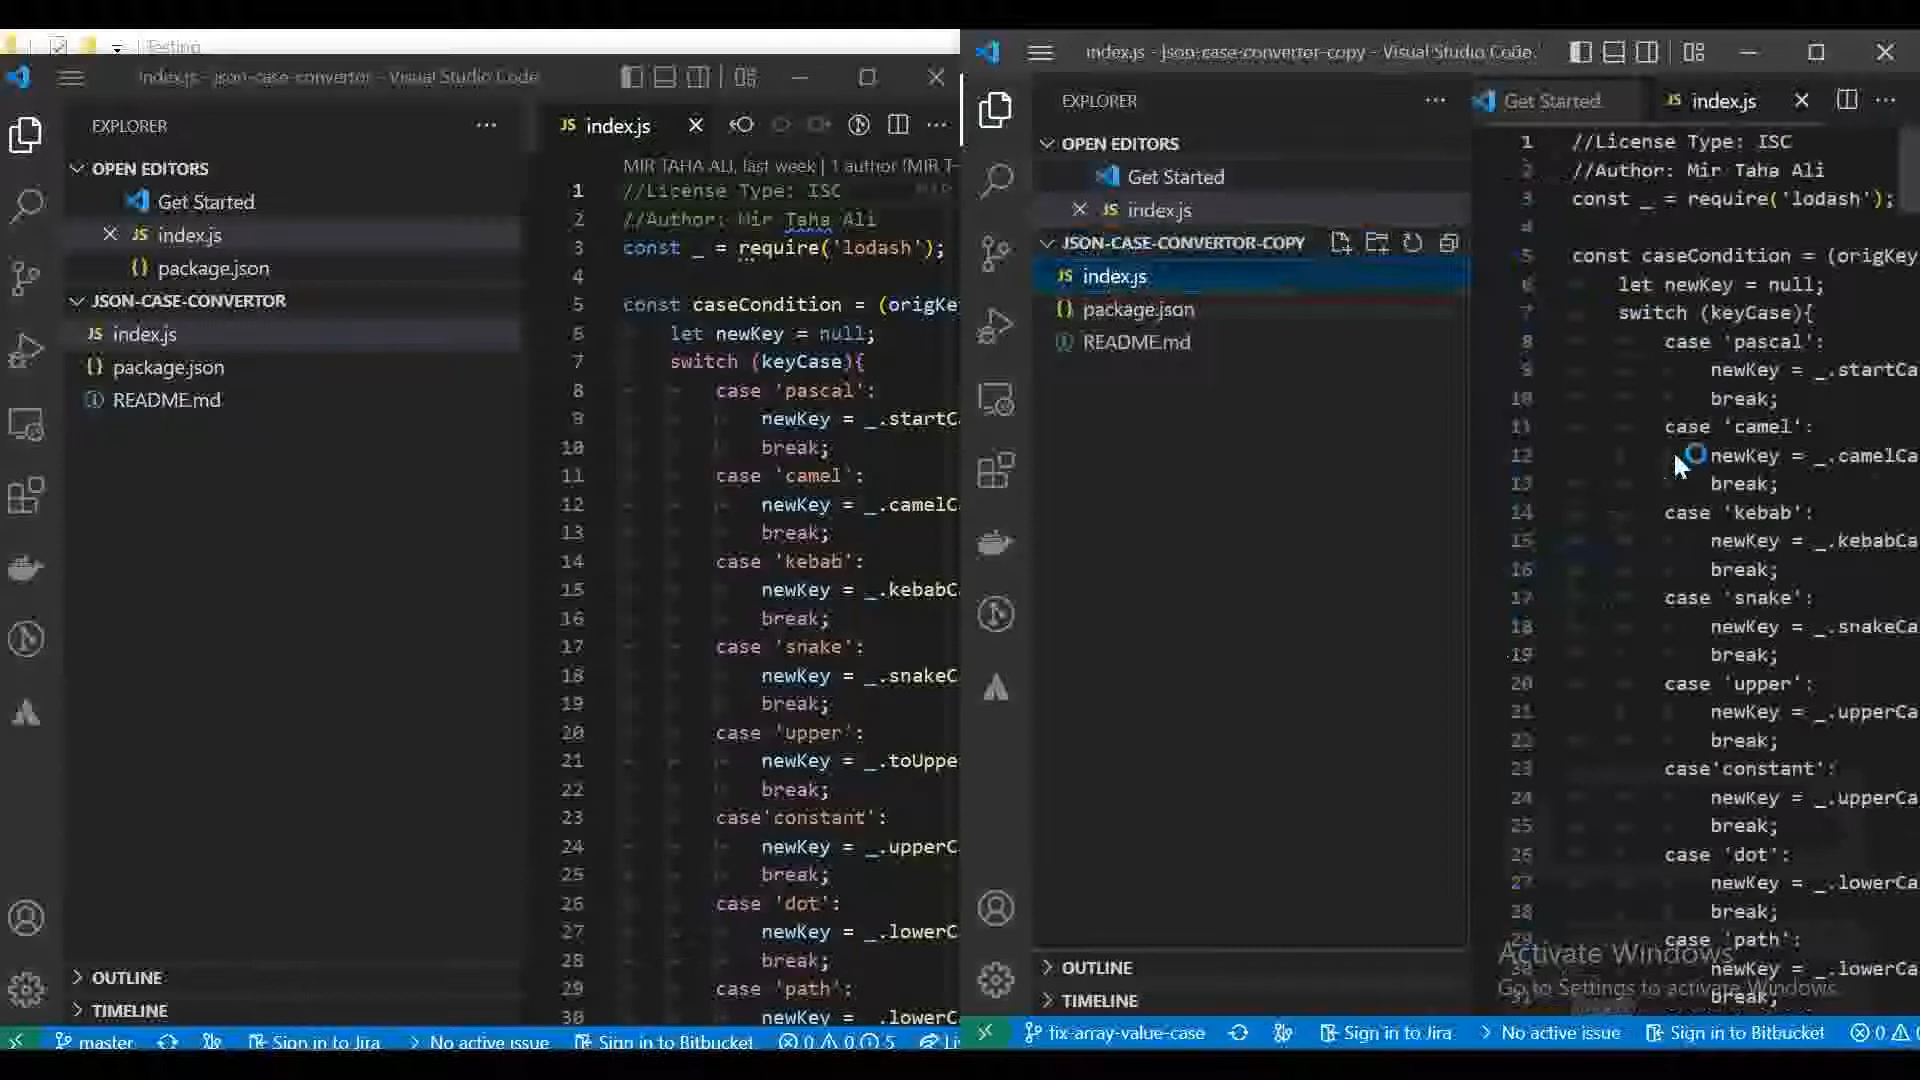 Testing
index.js - json-case-convertor - Visual Studio Code
EXPLORER
OPEN EDITORS
Get Started
JS index.js
{} package.json
JSON-CASE-CONVERTOR
JS index.js
{} package.json
README.md
OUTLINE
TIMELINE
JS index.js
MIR TAHA ALI, last week | 1 author (MIR T
1 //License Type: ISC
2 //Author: Mir Taha Ali
3 const _ = require('lodash');
4
5 const caseCondition = (origKe
6 let newKey = null;
7 switch (keyCase){
8 case 'pascal':
9 newKey = _.startC
10 break;
11 case 'camel':
12 newKey = _.camelC
13 break;
14 case 'kebab':
15 newKey = _.kebabC
16 break;
17 case 'snake':
18 newKey = _.snakeC
19 break;
20 case 'upper':
21 newKey = _.toUppe
22 break;
23 case'constant':
24 newKey = _.upperC
25 break;
26 case 'dot':
27 newKey = _.lowerC
28 break;
29 case 'path':
30 newKey = _.lowerC
master Sign in to Jira No active issue Sign in to Bitbucket 0 0 5 Li
index.js - json-case-convertor-copy - Visual Studio Code
EXPLORER
OPEN EDITORS
Get Started
JS index.js
JSON-CASE-CONVERTOR-COPY
JS index.js
{} package.json
README.md
OUTLINE
TIMELINE
Get Started JS index.js
1 //License Type: ISC
2 //Author: Mir Taha Ali
3 const _ = require('lodash');
4
5 const caseCondition = (origKey
6 let newKey = null;
7 switch (keyCase){
8 case 'pascal':
9 newKey = _.startCa
10 break;
11 case 'camel':
12 newKey = _.camelCa
13 break;
14 case 'kebab':
15 newKey = _.kebabCa
16 break;
17 case 'snake':
18 newKey = _.snakeCa
19 break;
20 case 'upper':
21 newKey = _.upperCa
22 break;
23 case'constant':
24 newKey = _.upperCa
25 break;
26 case 'dot':
27 newKey = _.lowerCa
28 break;
29 case 'path':
30 newKey = _.lowerCa
31 break;
Activate Windows
Go to Settings to activate Windows.
fix-array-value-case Sign in to Jira No active issue Sign in to Bitbucket 0